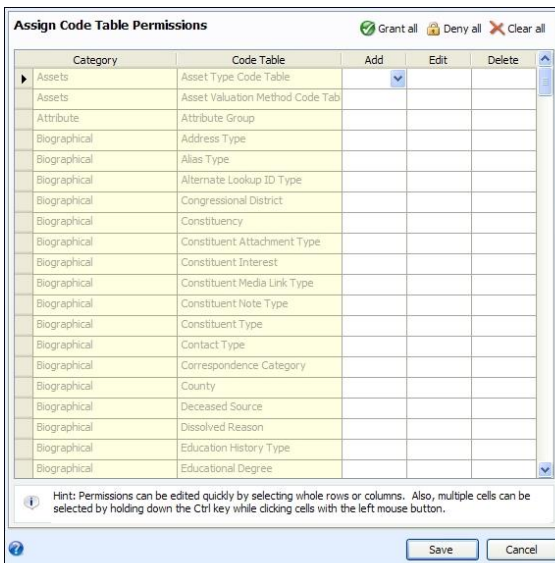 Assign Code Table Permissions Grant all Deny all Clear all
Category Code Table Add Edit Delete
Assets Asset Type Code Table
Assets Asset Valuation Method Code Tab
Attribute Attribute Group
Biographical Address Type
Biographical Alias Type
Biographical Alternate Lookup ID Type
Biographical Congressional District
Biographical Constituency
Biographical Constituent Attachment Type
Biographical Constituent Interest
Biographical Constituent Media Link Type
Biographical Constituent Note Type
Biographical Constituent Type
Biographical Contact Type
Biographical Correspondence Category
Biographical County
Biographical Deceased Source
Biographical Dissolved Reason
Biographical Education History Type
Biographical Educational Degree
Hint: Permissions can be edited quickly by selecting whole rows or columns. Also, multiple cells can be
selected by holding down the Ctrl key while clicking cells with the left mouse button.
Save Cancel